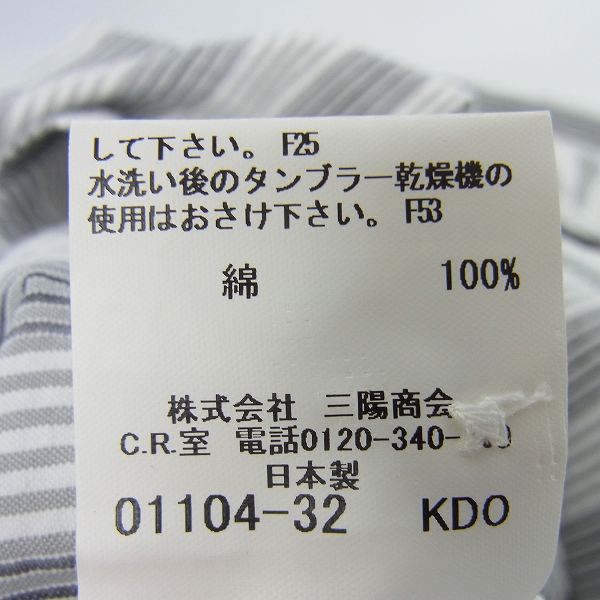 して下さい。 F25
水洗い後のタンブラー乾燥機の
使用はおさけ下さい。 F53
綿 100%
株式会社 三陽商会
C.R.室 電話0120-340-
日本製
01104-32 KDO